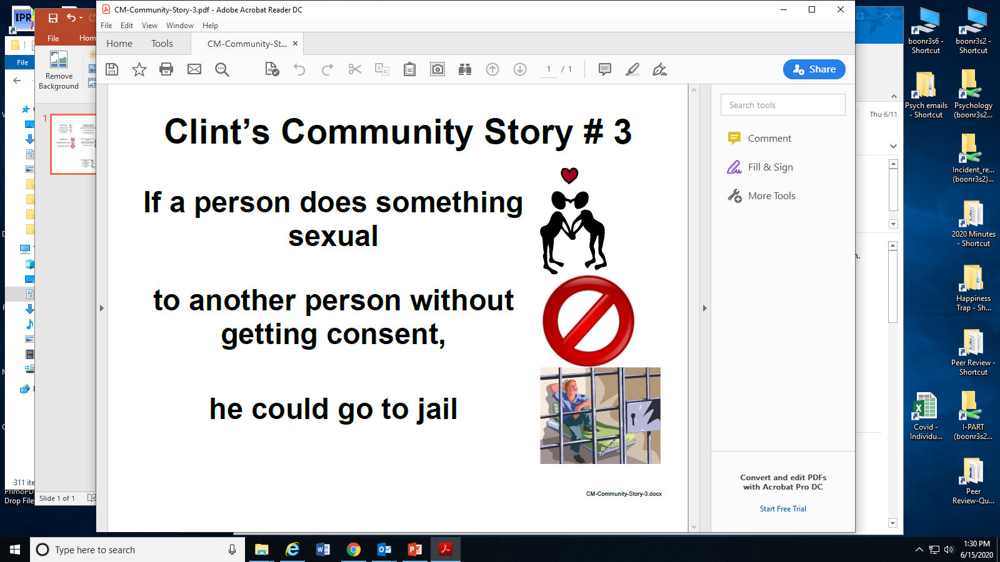 IPR
File
CM-Community-Story-3.pdf - Adobe Acrobat Reader DC
File Edit View Window Help
Home Tools CM-Community-St...
1 / 1
Share
File
Hom
Remove
Background
1
Slide 1 of 1
311 ite
PrimoPD
Drop File
Clint's Community Story # 3
If a person does something
sexual
to another person without
getting consent,
he could go to jail
CM-Community-Story-3.docx
Search tools
Comment
Fill & Sign
More Tools
Convert and edit PDFs
with Acrobat Pro DC
Start Free Trial
Thu 6/11
boonr3s6 -
Shortcut
boonr3s2 -
Shortcut
Psych emails
- Shortcut
Psychology
(boonr3s2...
Incident_re...
(boonr3s2)...
2020 Minutes
- Shortcut
Happiness
Trap - Sh...
Peer Review -
Shortcut
Covid -
Individu...
I-PART
(boonr3s2...
Peer
Review-Qu...
Type here to search
1:30 PM
6/15/2020